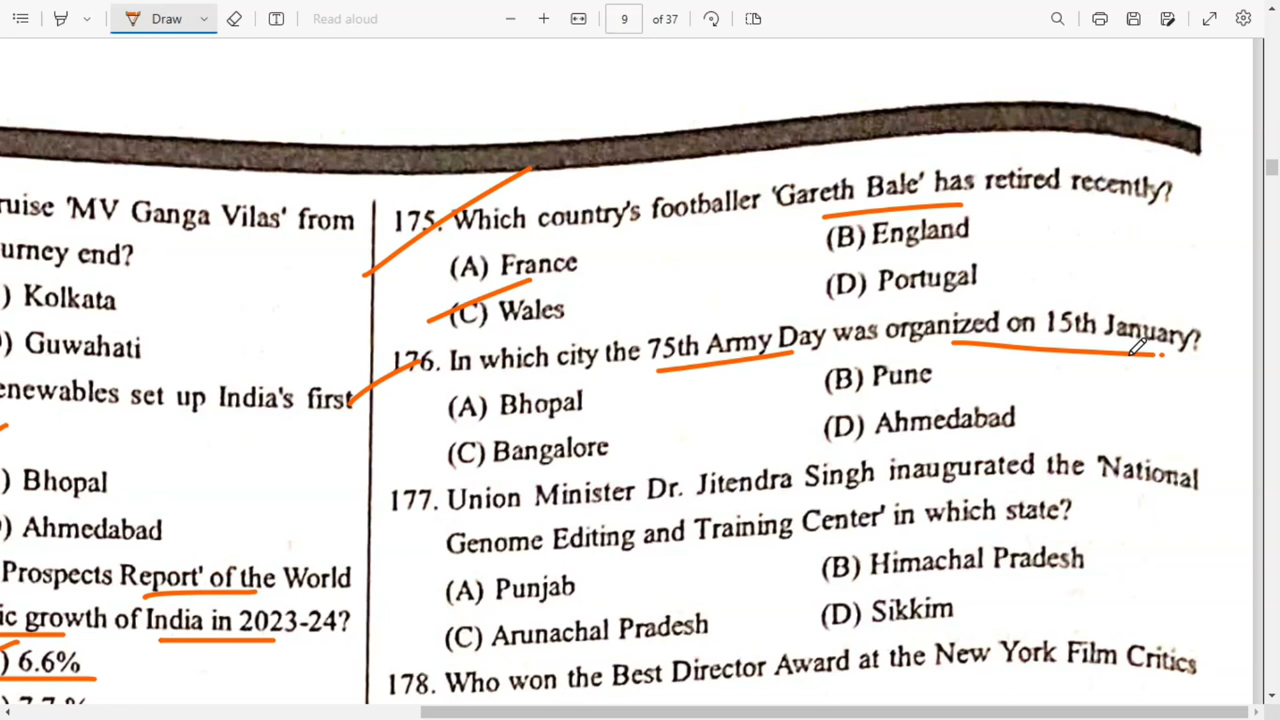 Draw
Read aloud
9
of 37
ruise 'MV Ganga Vilas' from
urney end?
) Kolkata
) Guwahati
enewables set up India's first
) Bhopal
) Ahmedabad
Prospects Report' of the World
ic growth of India in 2023-24?
) 6.6%
175. Which country's footballer 'Gareth Bale' has retired recently?
(A) France
(B) England
(C) Wales
(D) Portugal
176. In which city the 75th Army Day was organized on 15th January?
(A) Bhopal
(B) Pune
(C) Bangalore
(D) Ahmedabad
177. Union Minister Dr. Jitendra Singh inaugurated the 'National
Genome Editing and Training Center' in which state?
(A) Punjab
(B) Himachal Pradesh
(C) Arunachal Pradesh
(D) Sikkim
178. Who won the Best Director Award at the New York Film Critics